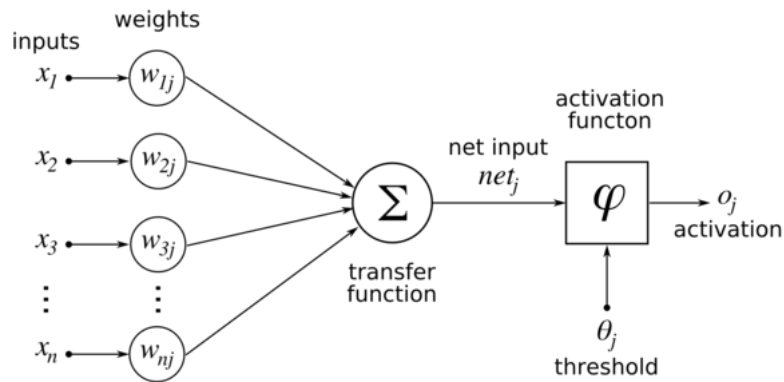 inputs
weights
x1
w1j
x2
w2j
x3
w3j
xn
wnj
Σ
transfer
function
net input
netj
activation
functon
φ
oj
activation
θj
threshold